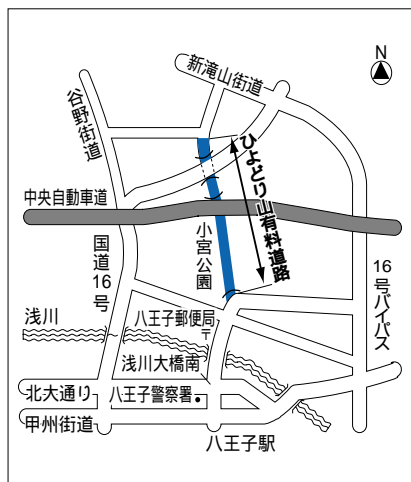 新滝山街道
N
谷野街道
ひよどり山有料道路
中央自動車道
小宮公園
国道16号
16号バイパス
浅川
八王子郵便局
〒
浅川大橋南
北大通り
八王子警察署
甲州街道
八王子駅